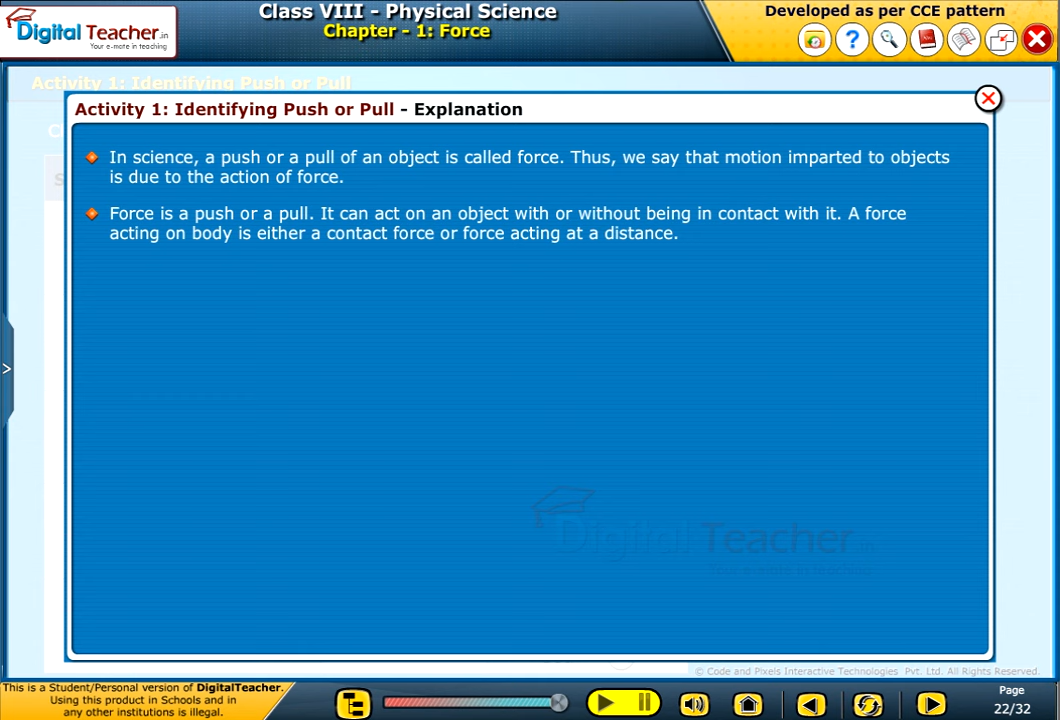 Digital Teacher.in
Your e-mate in teaching
Class VIII - Physical Science
Chapter - 1: Force
Developed as per CCE pattern
Activity 1: Identifying Push or Pull
Activity 1: Identifying Push or Pull - Explanation
In science, a push or a pull of an object is called force. Thus, we say that motion imparted to objects
is due to the action of force.
Force is a push or a pull. It can act on an object with or without being in contact with it. A force
acting on body is either a contact force or force acting at a distance.
Digital Teacher.in
© Code and Pixels Interactive Technologies Pvt. Ltd. All Rights Reserved.
This is a Student/Personal version of DigitalTeacher.
Using this product in Schools and in
any other institutions is illegal.
Page
22/32